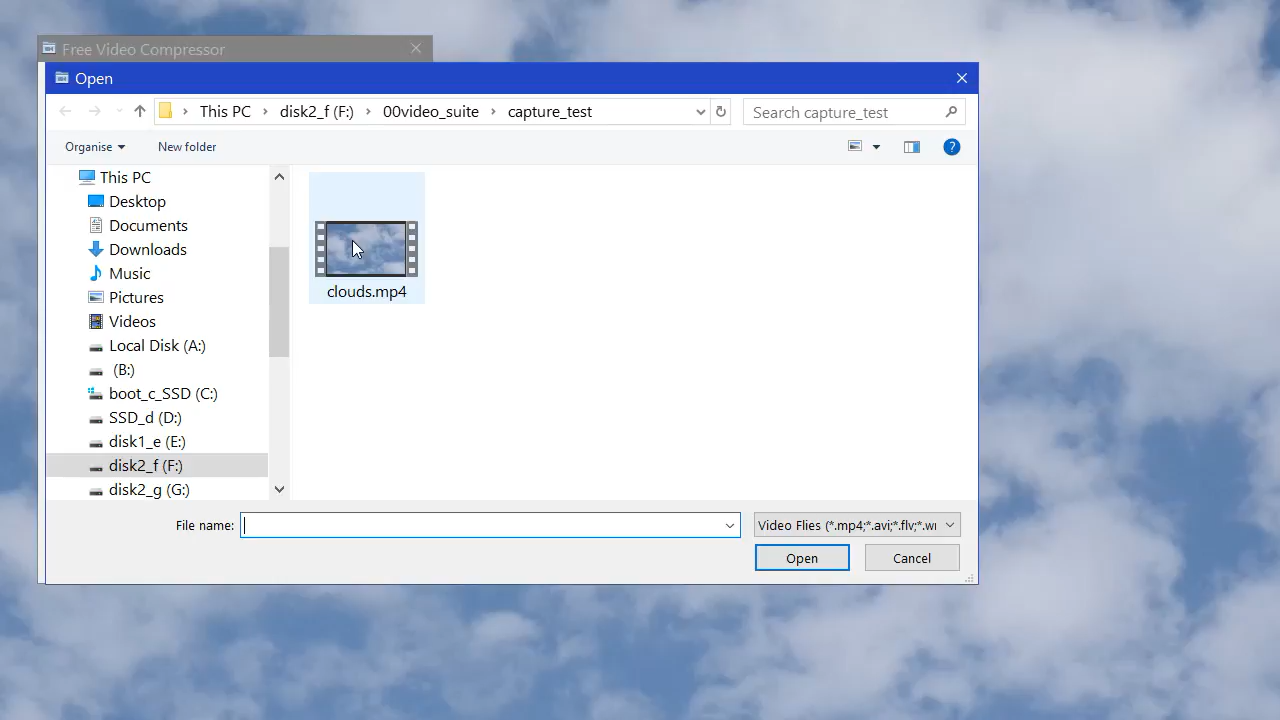 Free Video Compressor
Open
This PC
disk2_f (F:)
00video_suite
capture_test
Search capture_test
Organise
New folder
?
This PC
Desktop
Documents
Downloads
Music
Pictures
Videos
Local Disk (A:)
(B:)
boot_c_SSD (C:)
SSD_d (D:)
disk1_e (E:)
disk2_f (F:)
disk2_g (G:)
clouds.mp4
File name:
Video Flies (*.mp4;*.avi;*.flv;*.wı
Open
Cancel